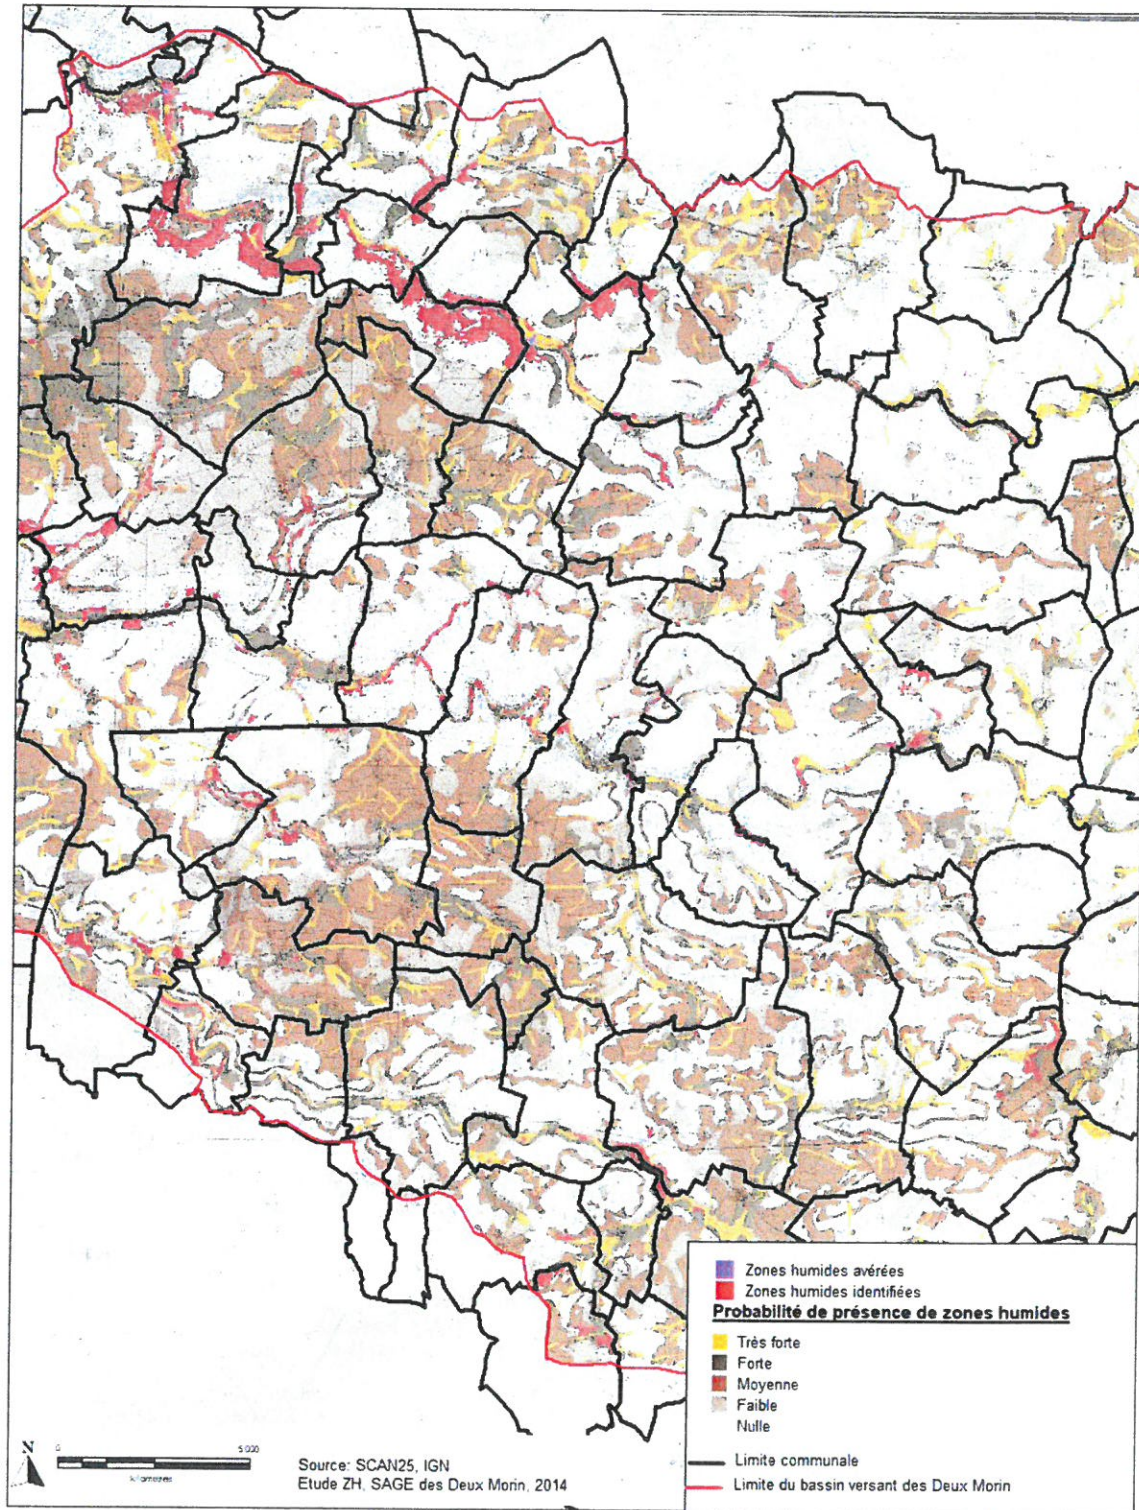 Zones humides avérées
Zones humides identifiées
Probabilité de présence de zones humides
Très forte
Forte
Moyenne
Faible
Nulle
Limite communale
Limite du bassin versant des Deux Morin
N
0 5 000
kilomètres
Source: SCAN25, IGN
Etude ZH, SAGE des Deux Morin, 2014